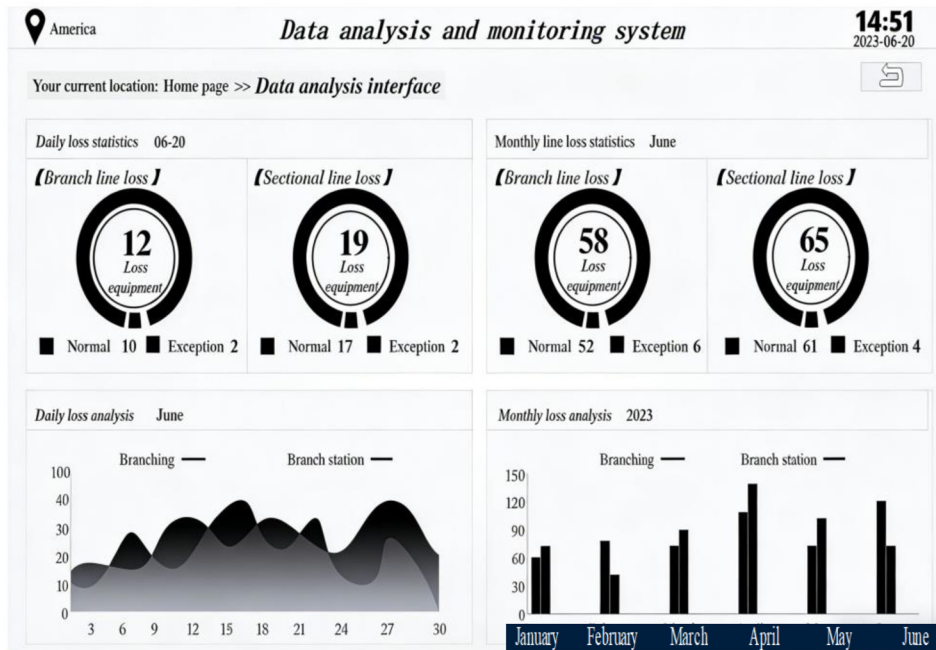 America
Data analysis and monitoring system
14:51
2023-06-20
Your current location: Home page >> Data analysis interface
Daily loss statistics 06-20
【Branch line loss】
12
Loss
equipment
Normal 10 Exception 2
【Sectional line loss】
19
Loss
equipment
Normal 17 Exception 2
Monthly line loss statistics June
【Branch line loss】
58
Loss
equipment
Normal 52 Exception 6
【Sectional line loss】
65
Loss
equipment
Normal 61 Exception 4
Daily loss analysis June
Branching Branch station
100
40
30
20
10
0
3 6 9 12 15 18 21 24 27 30
Monthly loss analysis 2023
Branching Branch station
150
120
90
60
30
0
January February March April May June